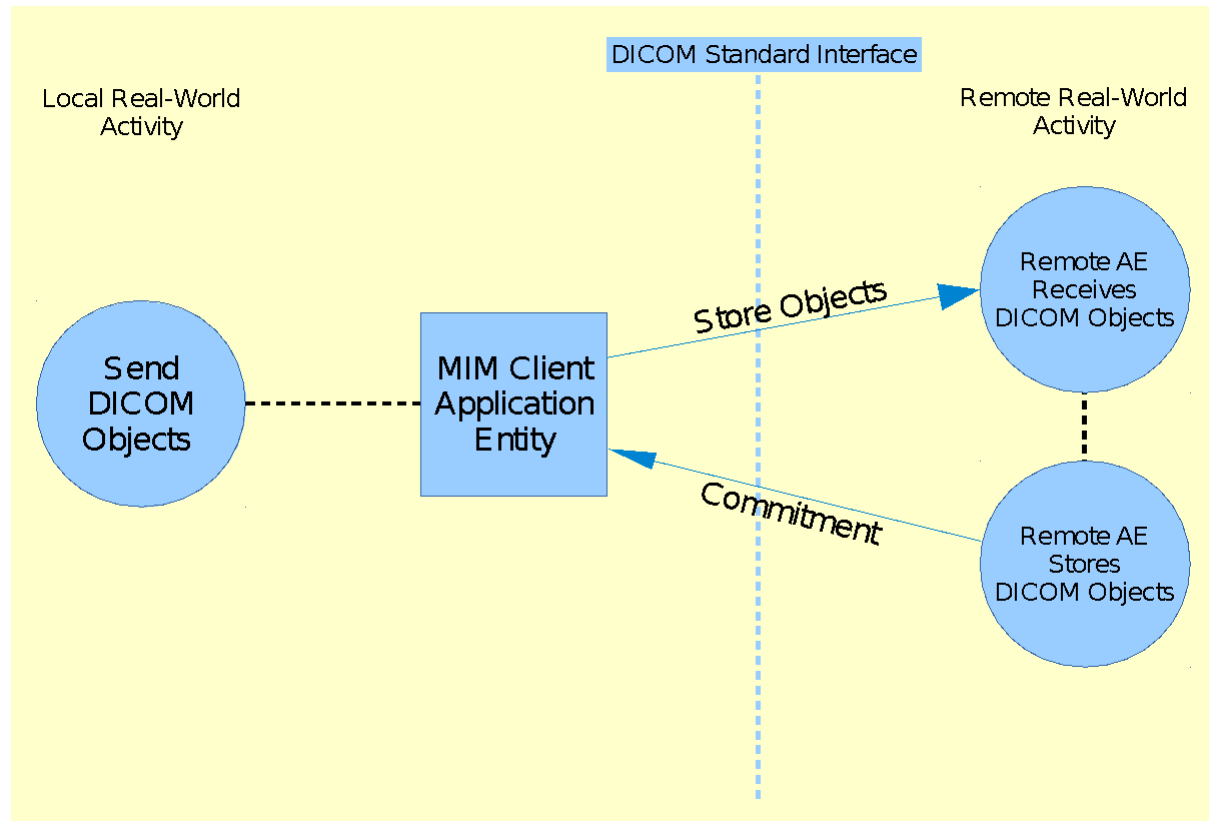 DICOM Standard Interface
Local Real-World
Activity
Remote Real-World
Activity
Send
DICOM
Objects
MIM Client
Application
Entity
Store Objects
Commitment
Remote AE
Receives
DICOM Objects
Remote AE
Stores
DICOM Objects